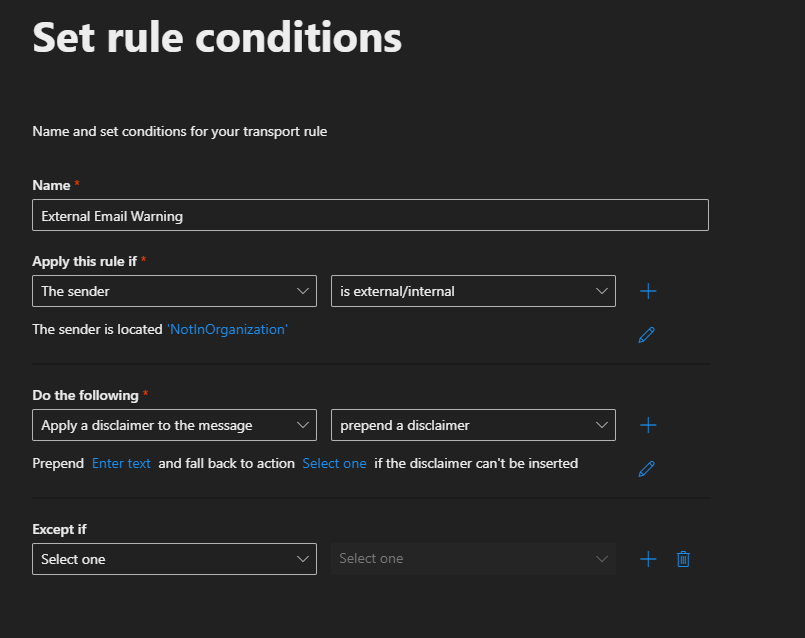 Set rule conditions
Name and set conditions for your transport rule
Name *
External Email Warning
Apply this rule if *
The sender is external/internal
The sender is located 'NotInOrganization'
Do the following *
Apply a disclaimer to the message prepend a disclaimer
Prepend Enter text and fall back to action Select one if the disclaimer can't be inserted
Except if
Select one Select one